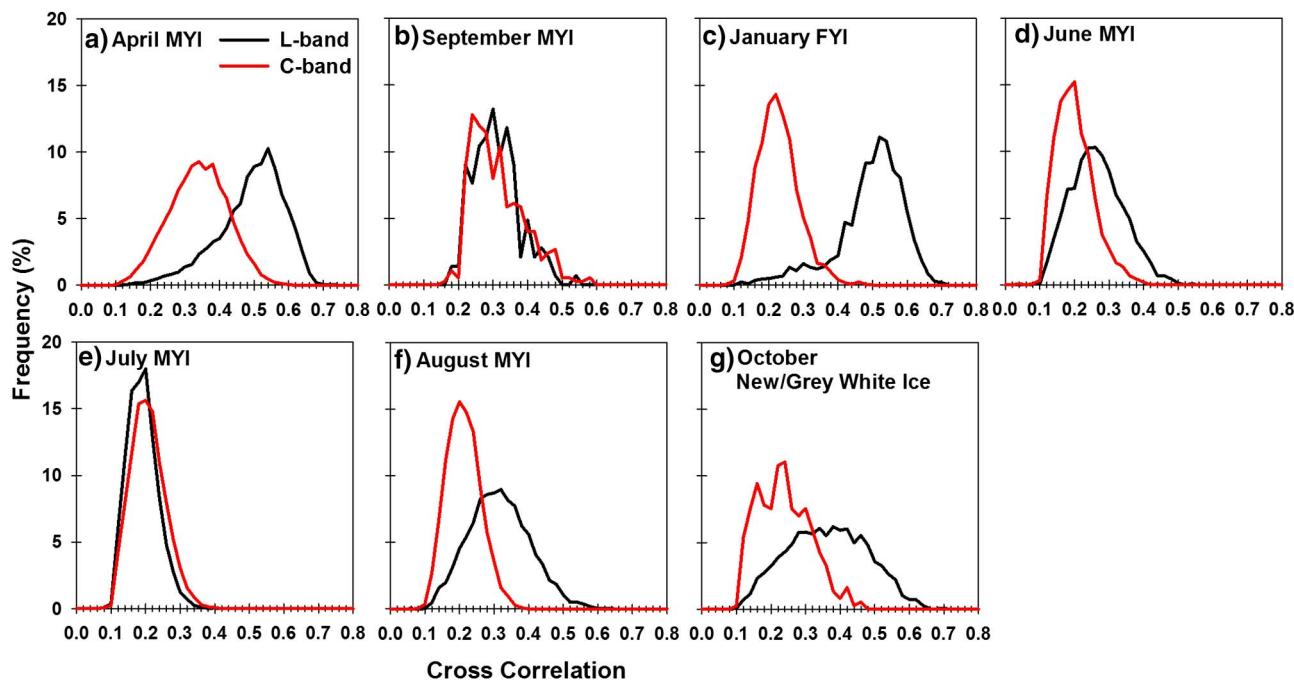 20
15
10
5
0
a) April MYI
L-band
C-band
b) September MYI
c) January FYI
d) June MYI
0.0 0.1 0.2 0.3 0.4 0.5 0.6 0.7 0.8
0.0 0.1 0.2 0.3 0.4 0.5 0.6 0.7 0.8
0.0 0.1 0.2 0.3 0.4 0.5 0.6 0.7 0.8
0.0 0.1 0.2 0.3 0.4 0.5 0.6 0.7 0.8
Frequency (%)
20
15
10
5
0
e) July MYI
f) August MYI
g) October
New/Grey White Ice
0.0 0.1 0.2 0.3 0.4 0.5 0.6 0.7 0.8
0.0 0.1 0.2 0.3 0.4 0.5 0.6 0.7 0.8
0.0 0.1 0.2 0.3 0.4 0.5 0.6 0.7 0.8
Cross Correlation